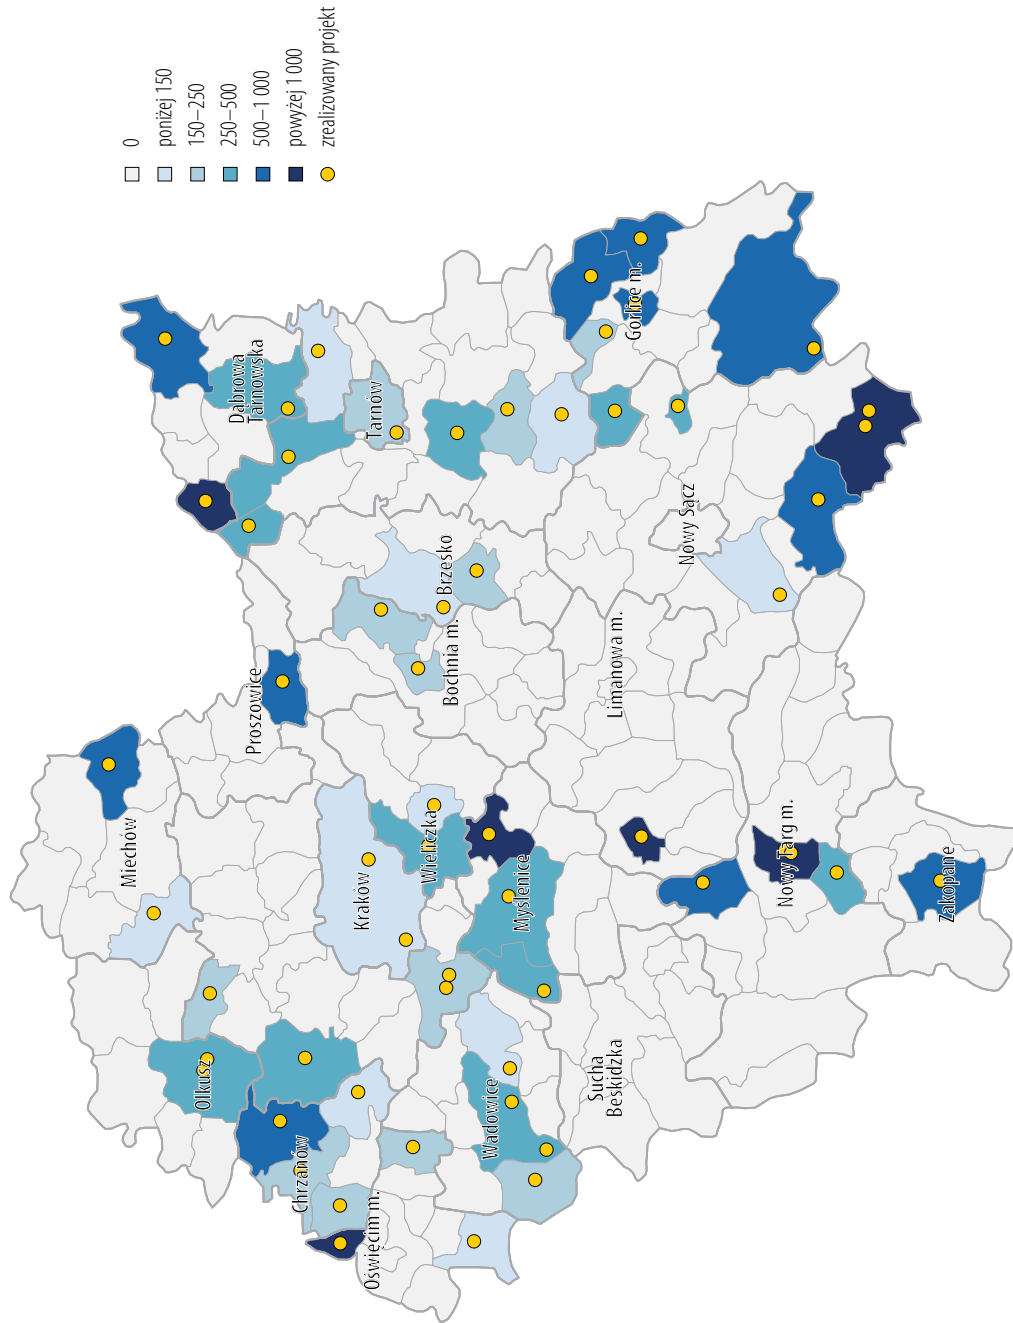 0
poniżej 150
150–250
250–500
500–1 000
powyżej 1 000
zrealizowany projekt
Miechów
Olkusz
Proszowice
Dąbrowa
Tarnowska
Chrzanów
Kraków
Tarnów
Oświęcim m.
Wieliczka
Bochnia m.
Brzesko
Wadowice
Myślenice
Gorlice m.
Sucha
Beskidzka
Limanowa m.
Nowy Sącz
Nowy Targ m.
Zakopane